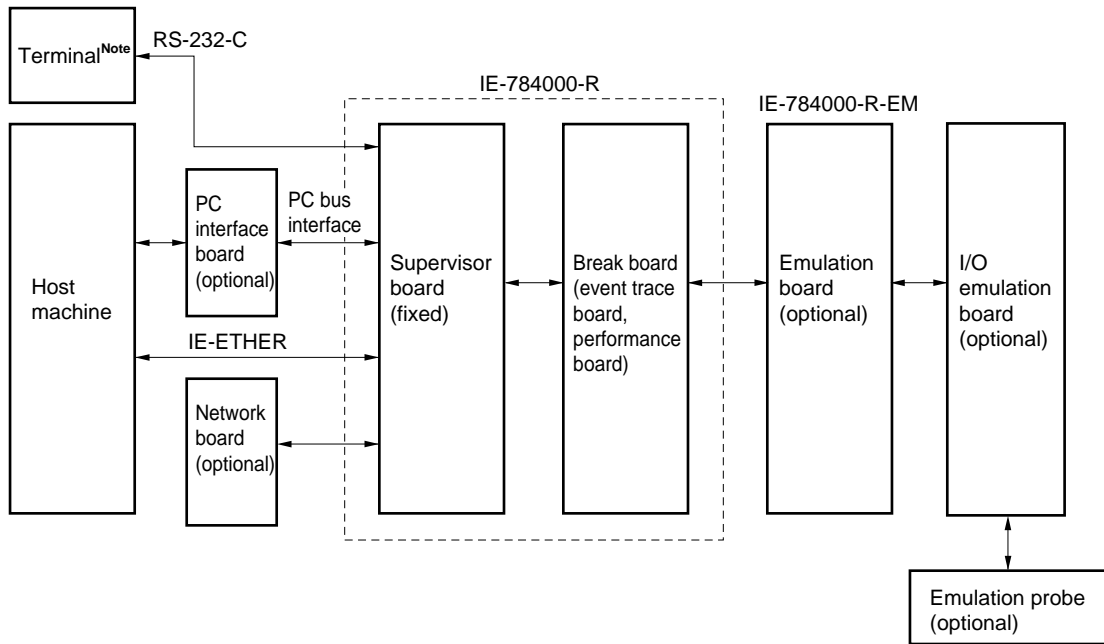 Terminal Note
RS-232-C
IE-784000-R
IE-784000-R-EM
Host
machine
PC
interface
board
(optional)
PC bus
interface
IE-ETHER
Network
board
(optional)
Supervisor
board
(fixed)
Break board
(event trace
board,
performance
board)
Emulation
board
(optional)
I/O
emulation
board
(optional)
Emulation probe
(optional)